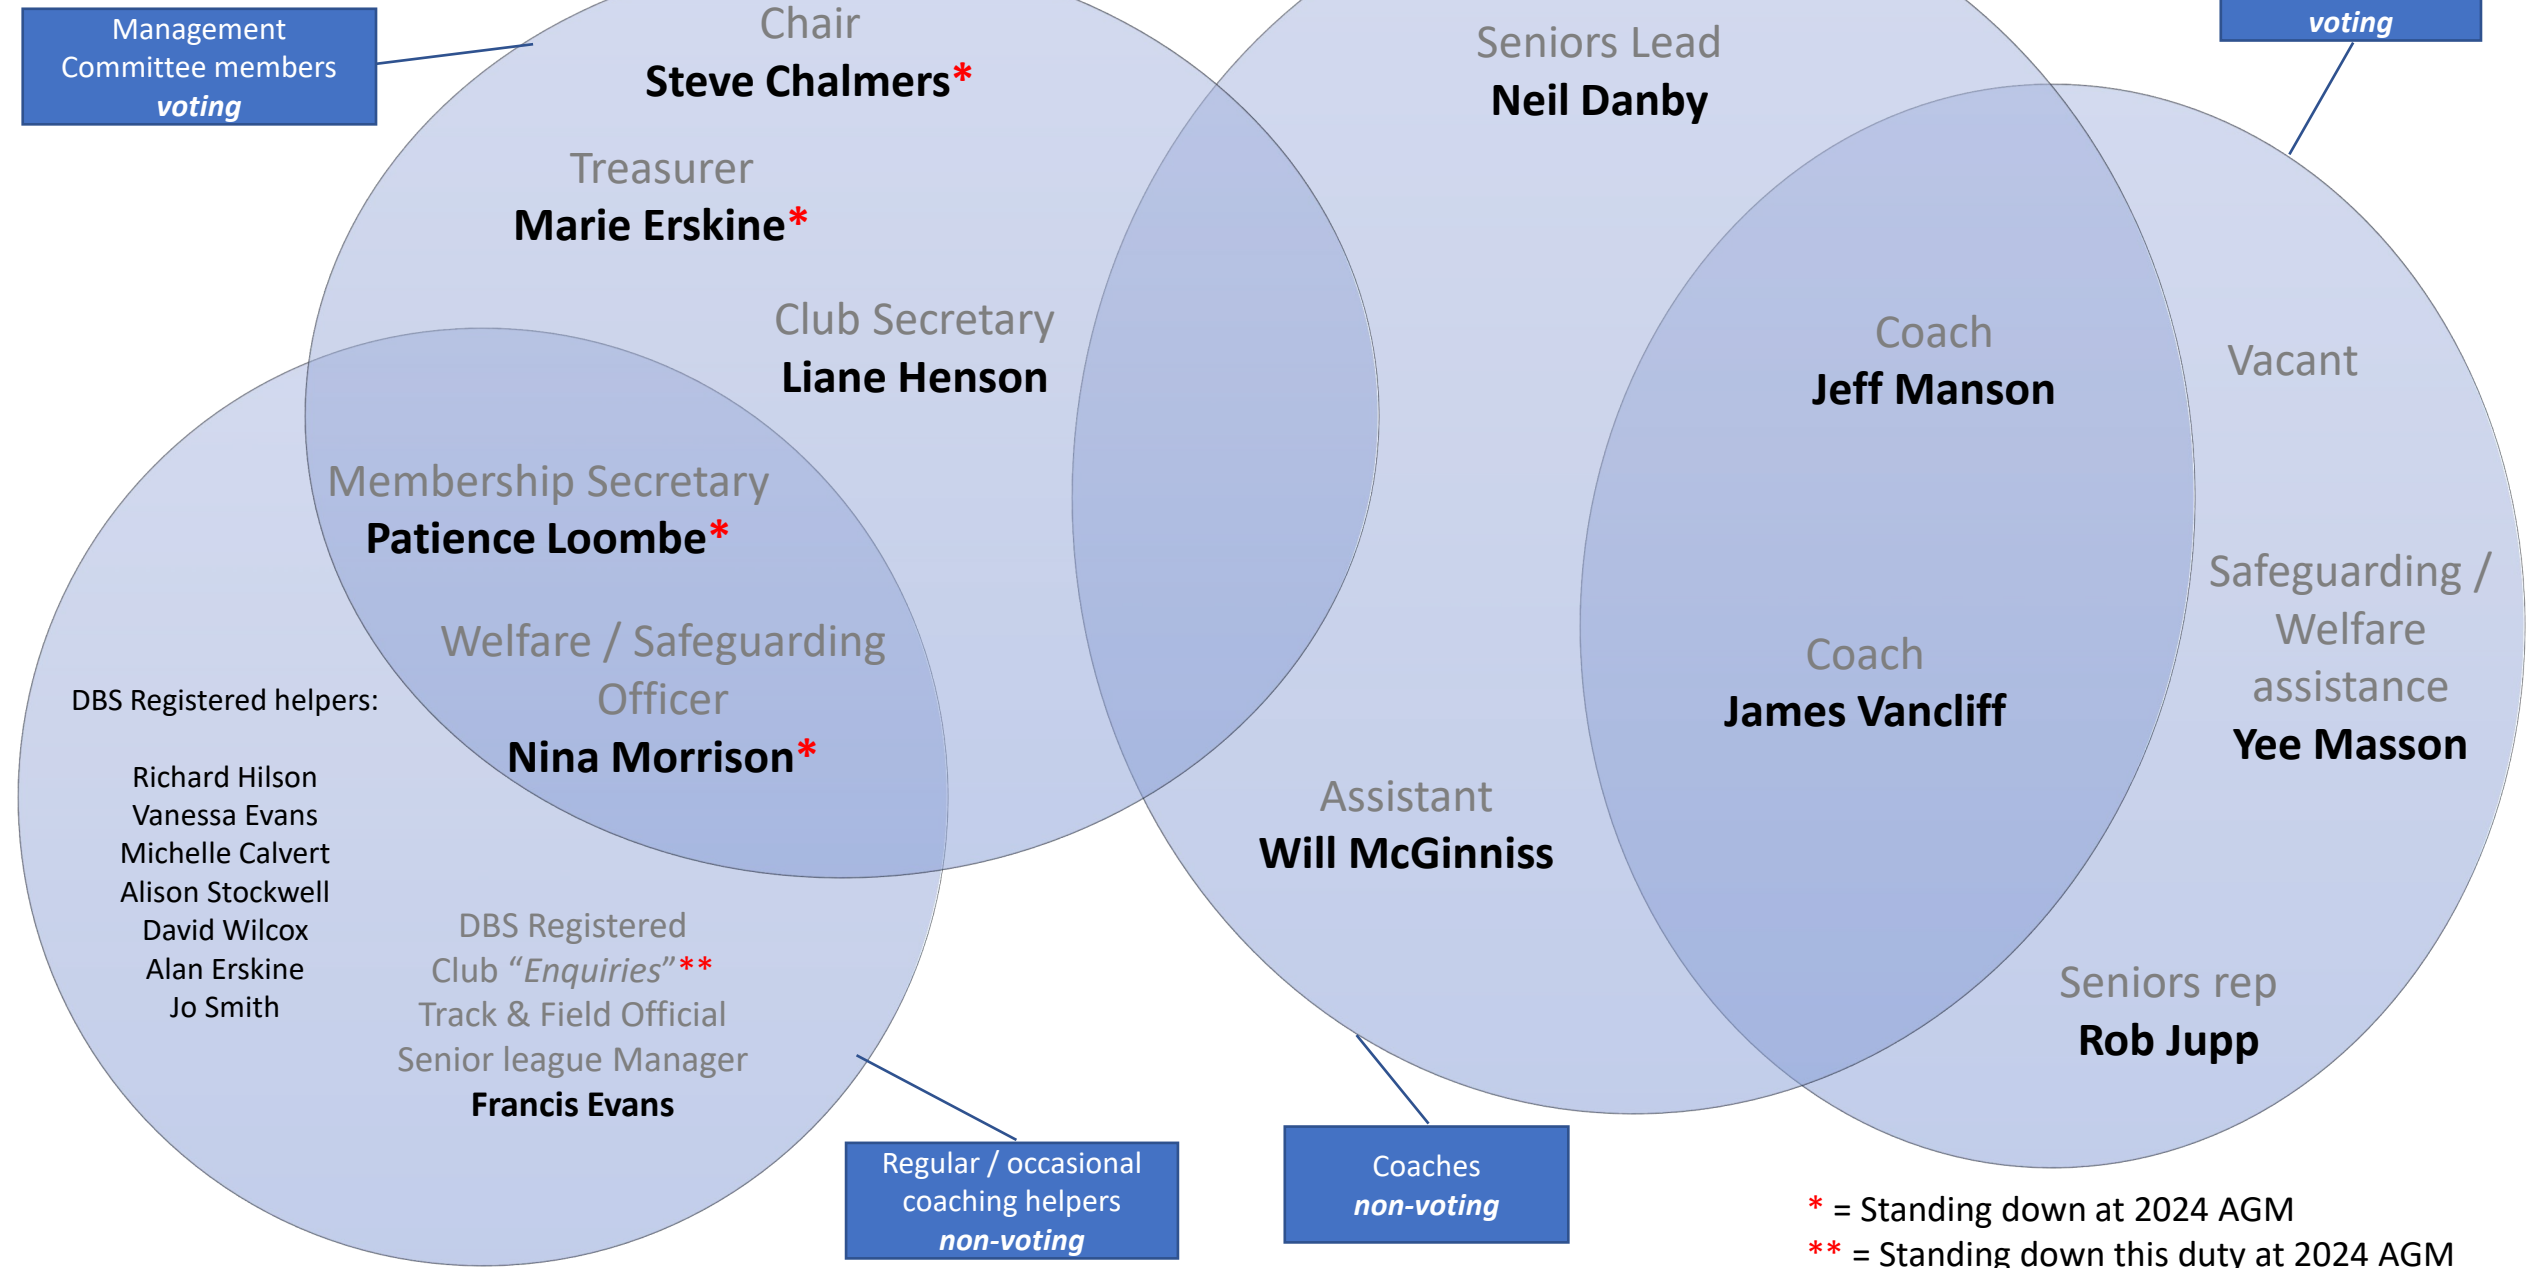 Management
Committee members
voting
Chair
Steve Chalmers*
Treasurer
Marie Erskine*
Club Secretary
Liane Henson
Membership Secretary
Patience Loombe*
Welfare / Safeguarding
Officer
Nina Morrison*
DBS Registered helpers:
Richard Hilson
Vanessa Evans
Michelle Calvert
Alison Stockwell
David Wilcox
Alan Erskine
Jo Smith
DBS Registered
Club “Enquiries”**
Track & Field Official
Senior league Manager
Francis Evans
Regular / occasional
coaching helpers
non-voting
Seniors Lead
Neil Danby
Coach
Jeff Manson
Coach
James Vancliff
Assistant
Will McGinniss
Coaches
non-voting
voting
Vacant
Safeguarding /
Welfare
assistance
Yee Masson
Seniors rep
Rob Jupp
* = Standing down at 2024 AGM
** = Standing down this duty at 2024 AGM